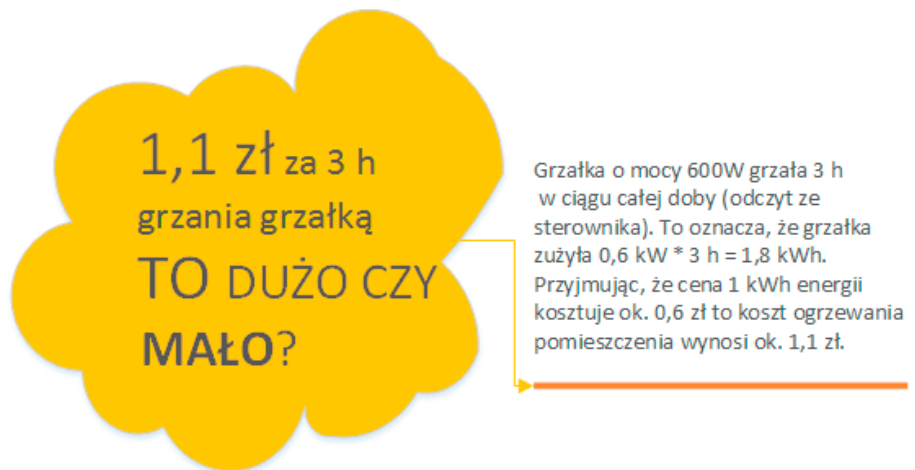 1,1 zł za 3 h
grzania grzałką
TO DUŻO CZY
MAŁO?
Grzałka o mocy 600W grzała 3 h
w ciągu całej doby (odczyt ze
sterownika). To oznacza, że grzałka
zużyła 0,6 kW * 3 h = 1,8 kWh.
Przyjmując, że cena 1 kWh energii
kosztuje ok. 0,6 zł to koszt ogrzewania
pomieszczenia wynosi ok. 1,1 zł.